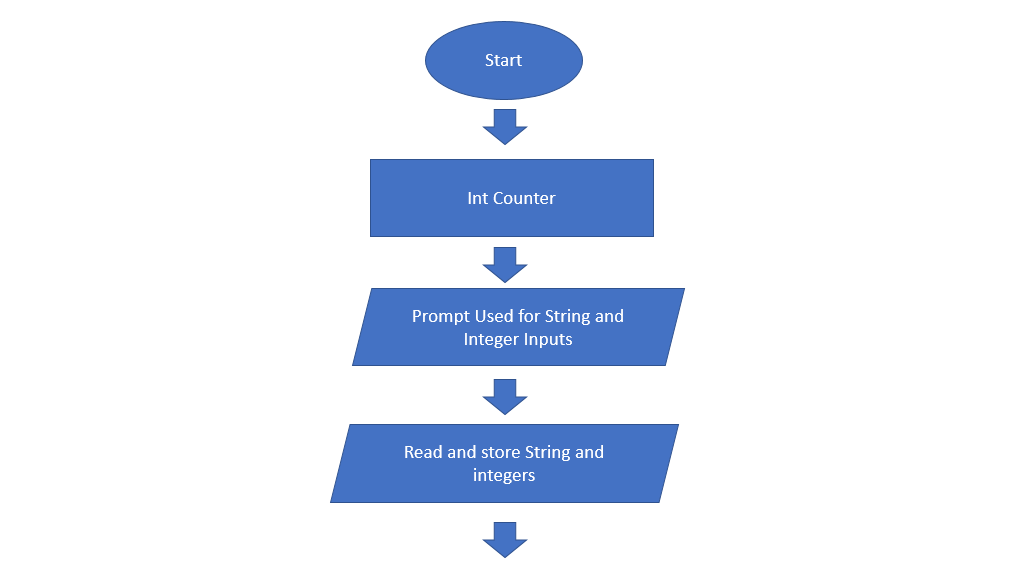 Start
Int Counter
Prompt Used for String and
Integer Inputs
Read and store String and
integers